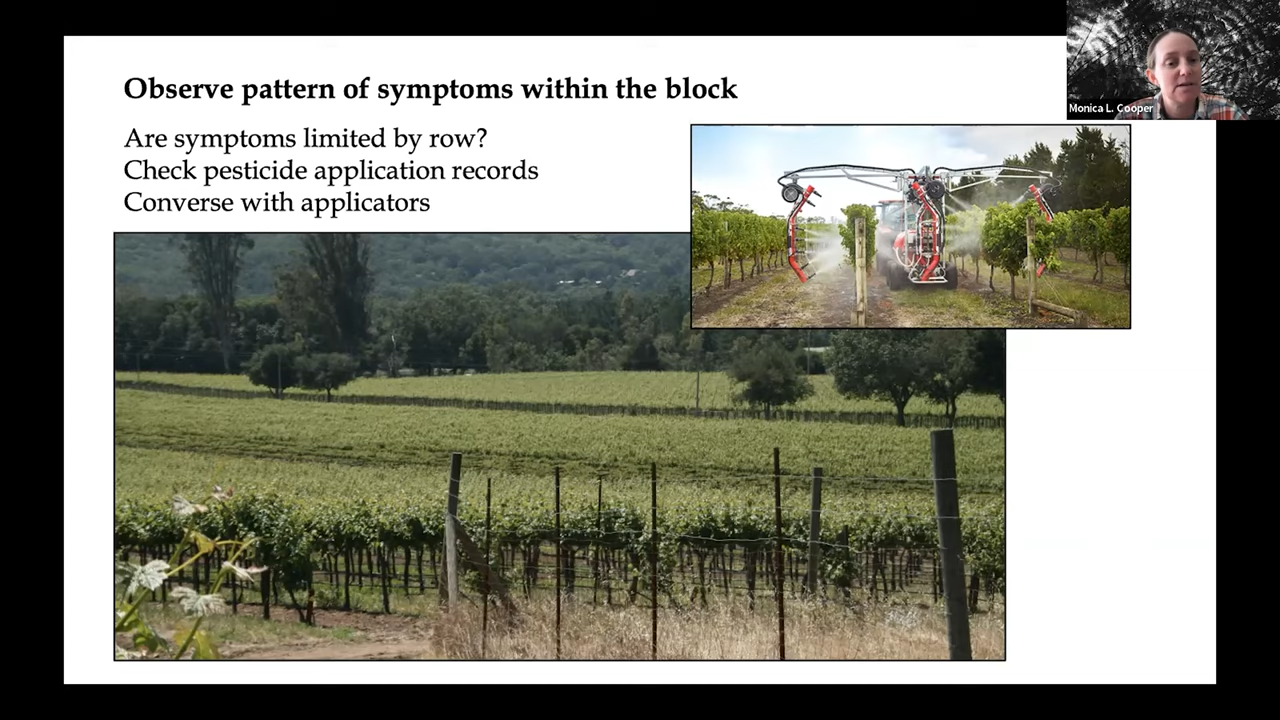 Observe pattern of symptoms within the block
Are symptoms limited by row?
Check pesticide application records
Converse with applicators
Monica L. Cooper